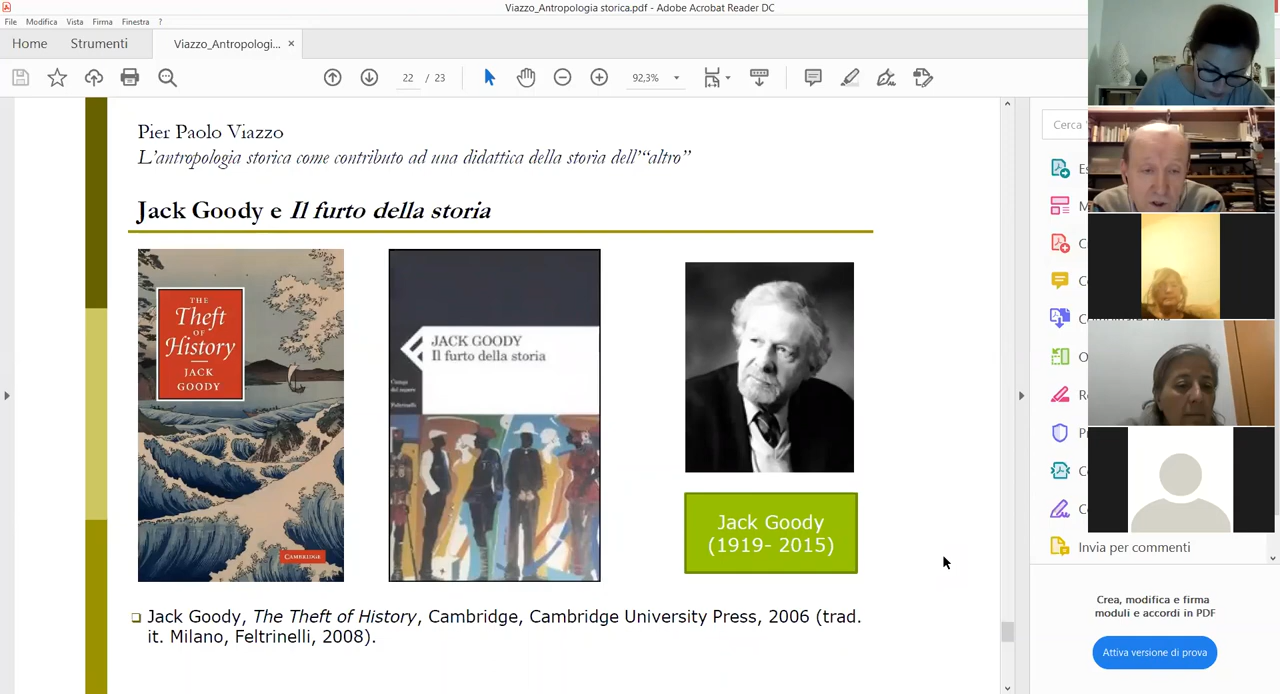 Viazzo_Antropologia storica.pdf - Adobe Acrobat Reader DC
File Modifica Vista Firma Finestra ?
Home Strumenti Viazzo_Antropologi... ×
22 / 23 92,3%
Pier Paolo Viazzo
L'antropologia storica come contributo ad una didattica della storia dell'“altro”
Jack Goody e Il furto della storia
THE
Theft
OF
History
JACK
GOODY
CAMBRIDGE
JACK GOODY
Il furto della storia
Feltrinelli
Jack Goody
(1919- 2015)
Jack Goody, The Theft of History, Cambridge, Cambridge University Press, 2006 (trad.
it. Milano, Feltrinelli, 2008).
Cerca
Invia per commenti
Crea, modifica e firma
moduli e accordi in PDF
Attiva versione di prova